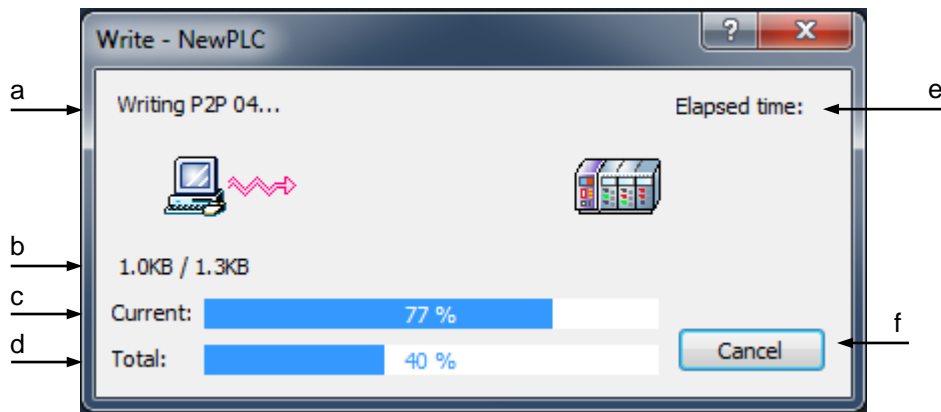 Write - NewPLC
?
a
Writing P2P 04...
Elapsed time:
e
b
1.0KB / 1.3KB
c
Current:
77 %
d
Total:
40 %
Cancel
f